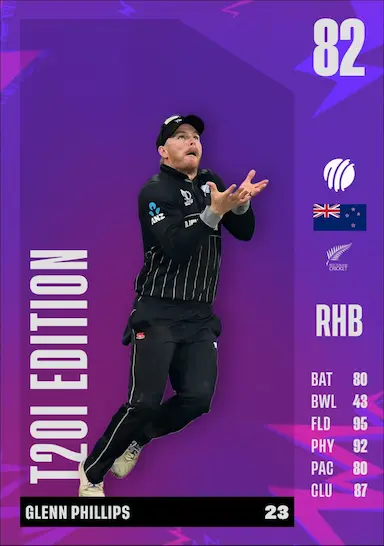 82
RHB
BAT 80
BWL 43
FLD 95
PHY 92
PAC 80
CLU 87
T20I EDITION
ANZ
GLENN PHILLIPS 23